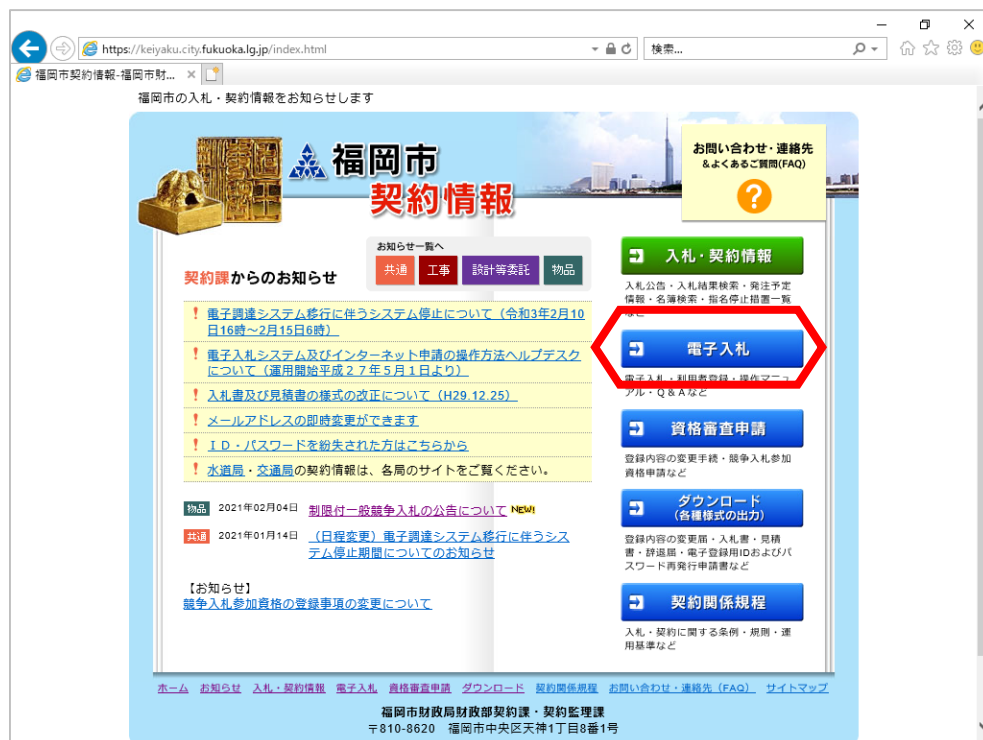 https://keiyaku.city.fukuoka.lg.jp/index.html
検索...
福岡市契約情報-福岡市財...
福岡市の入札・契約情報をお知らせします
福岡市
契約情報
お問い合わせ・連絡先
&よくあるご質問(FAQ)
?
お知らせ一覧へ
契約課からのお知らせ
共通 工事 設計等委託 物品
! 電子調達システム移行に伴うシステム停止について（令和3年2月10
日16時～2月15日6時）
! 電子入札システム及びインターネット申請の操作方法ヘルプデスク
について（運用開始平成２７年５月１日より）
! 入札書及び見積書の様式の改正について（H29.12.25）
! メールアドレスの即時変更ができます
! ＩＤ・パスワードを紛失された方はこちらから
! 水道局・交通局の契約情報は、各局のサイトをご覧ください。
物品 2021年02月04日 制限付一般競争入札の公告について NEW!
共通 2021年01月14日 （日程変更）電子調達システム移行に伴うシス
テム停止期間についてのお知らせ
【お知らせ】
競争入札参加資格の登録事項の変更について
入札・契約情報
入札公告・入札結果検索・発注予定
情報・名簿検索・指名停止措置一覧
など
電子入札
電子入札・利用者登録・操作マニュ
アル・Ｑ＆Ａなど
資格審査申請
登録内容の変更手続・競争入札参加
資格申請など
ダウンロード
（各種様式の出力）
登録内容の変更届・入札書・見積
書・辞退届・電子登録用IDおよびパ
スワード再発行申請書など
契約関係規程
入札・契約に関する条例・規則・運
用基準など
ホーム お知らせ 入札・契約情報 電子入札 資格審査申請 ダウンロード 契約関係規程 お問い合わせ・連絡先（FAQ） サイトマップ
福岡市財政局財政部契約課・契約監理課
〒810-8620 福岡市中央区天神1丁目8番1号